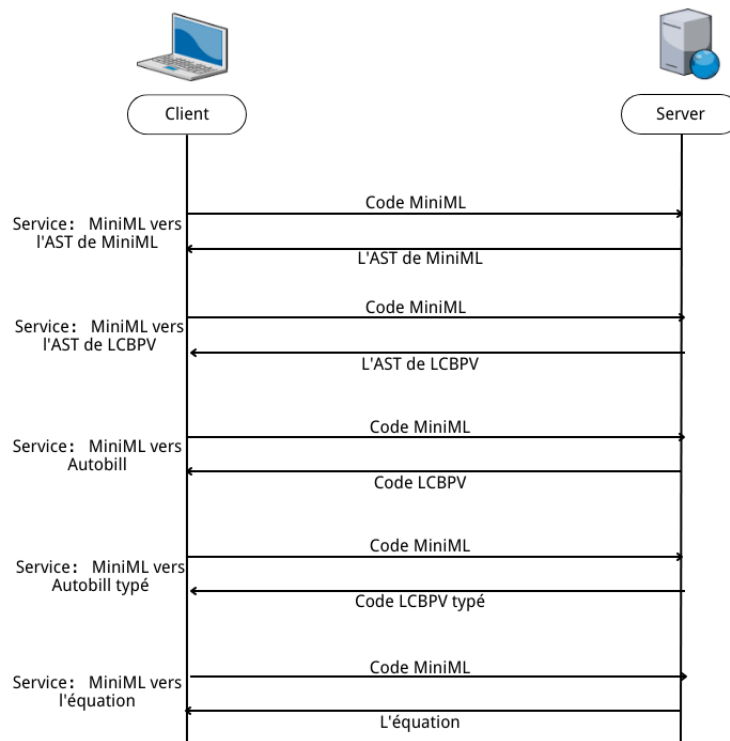 Client
Server
Code MiniML
Service: MiniML vers
l'AST de MiniML
L'AST de MiniML
Code MiniML
Service: MiniML vers
l'AST de LCBPV
L'AST de LCBPV
Code MiniML
Service: MiniML vers
Autobill
Code LCBPV
Code MiniML
Service: MiniML vers
Autobill typé
Code LCBPV typé
Code MiniML
Service: MiniML vers
l'équation
L'équation